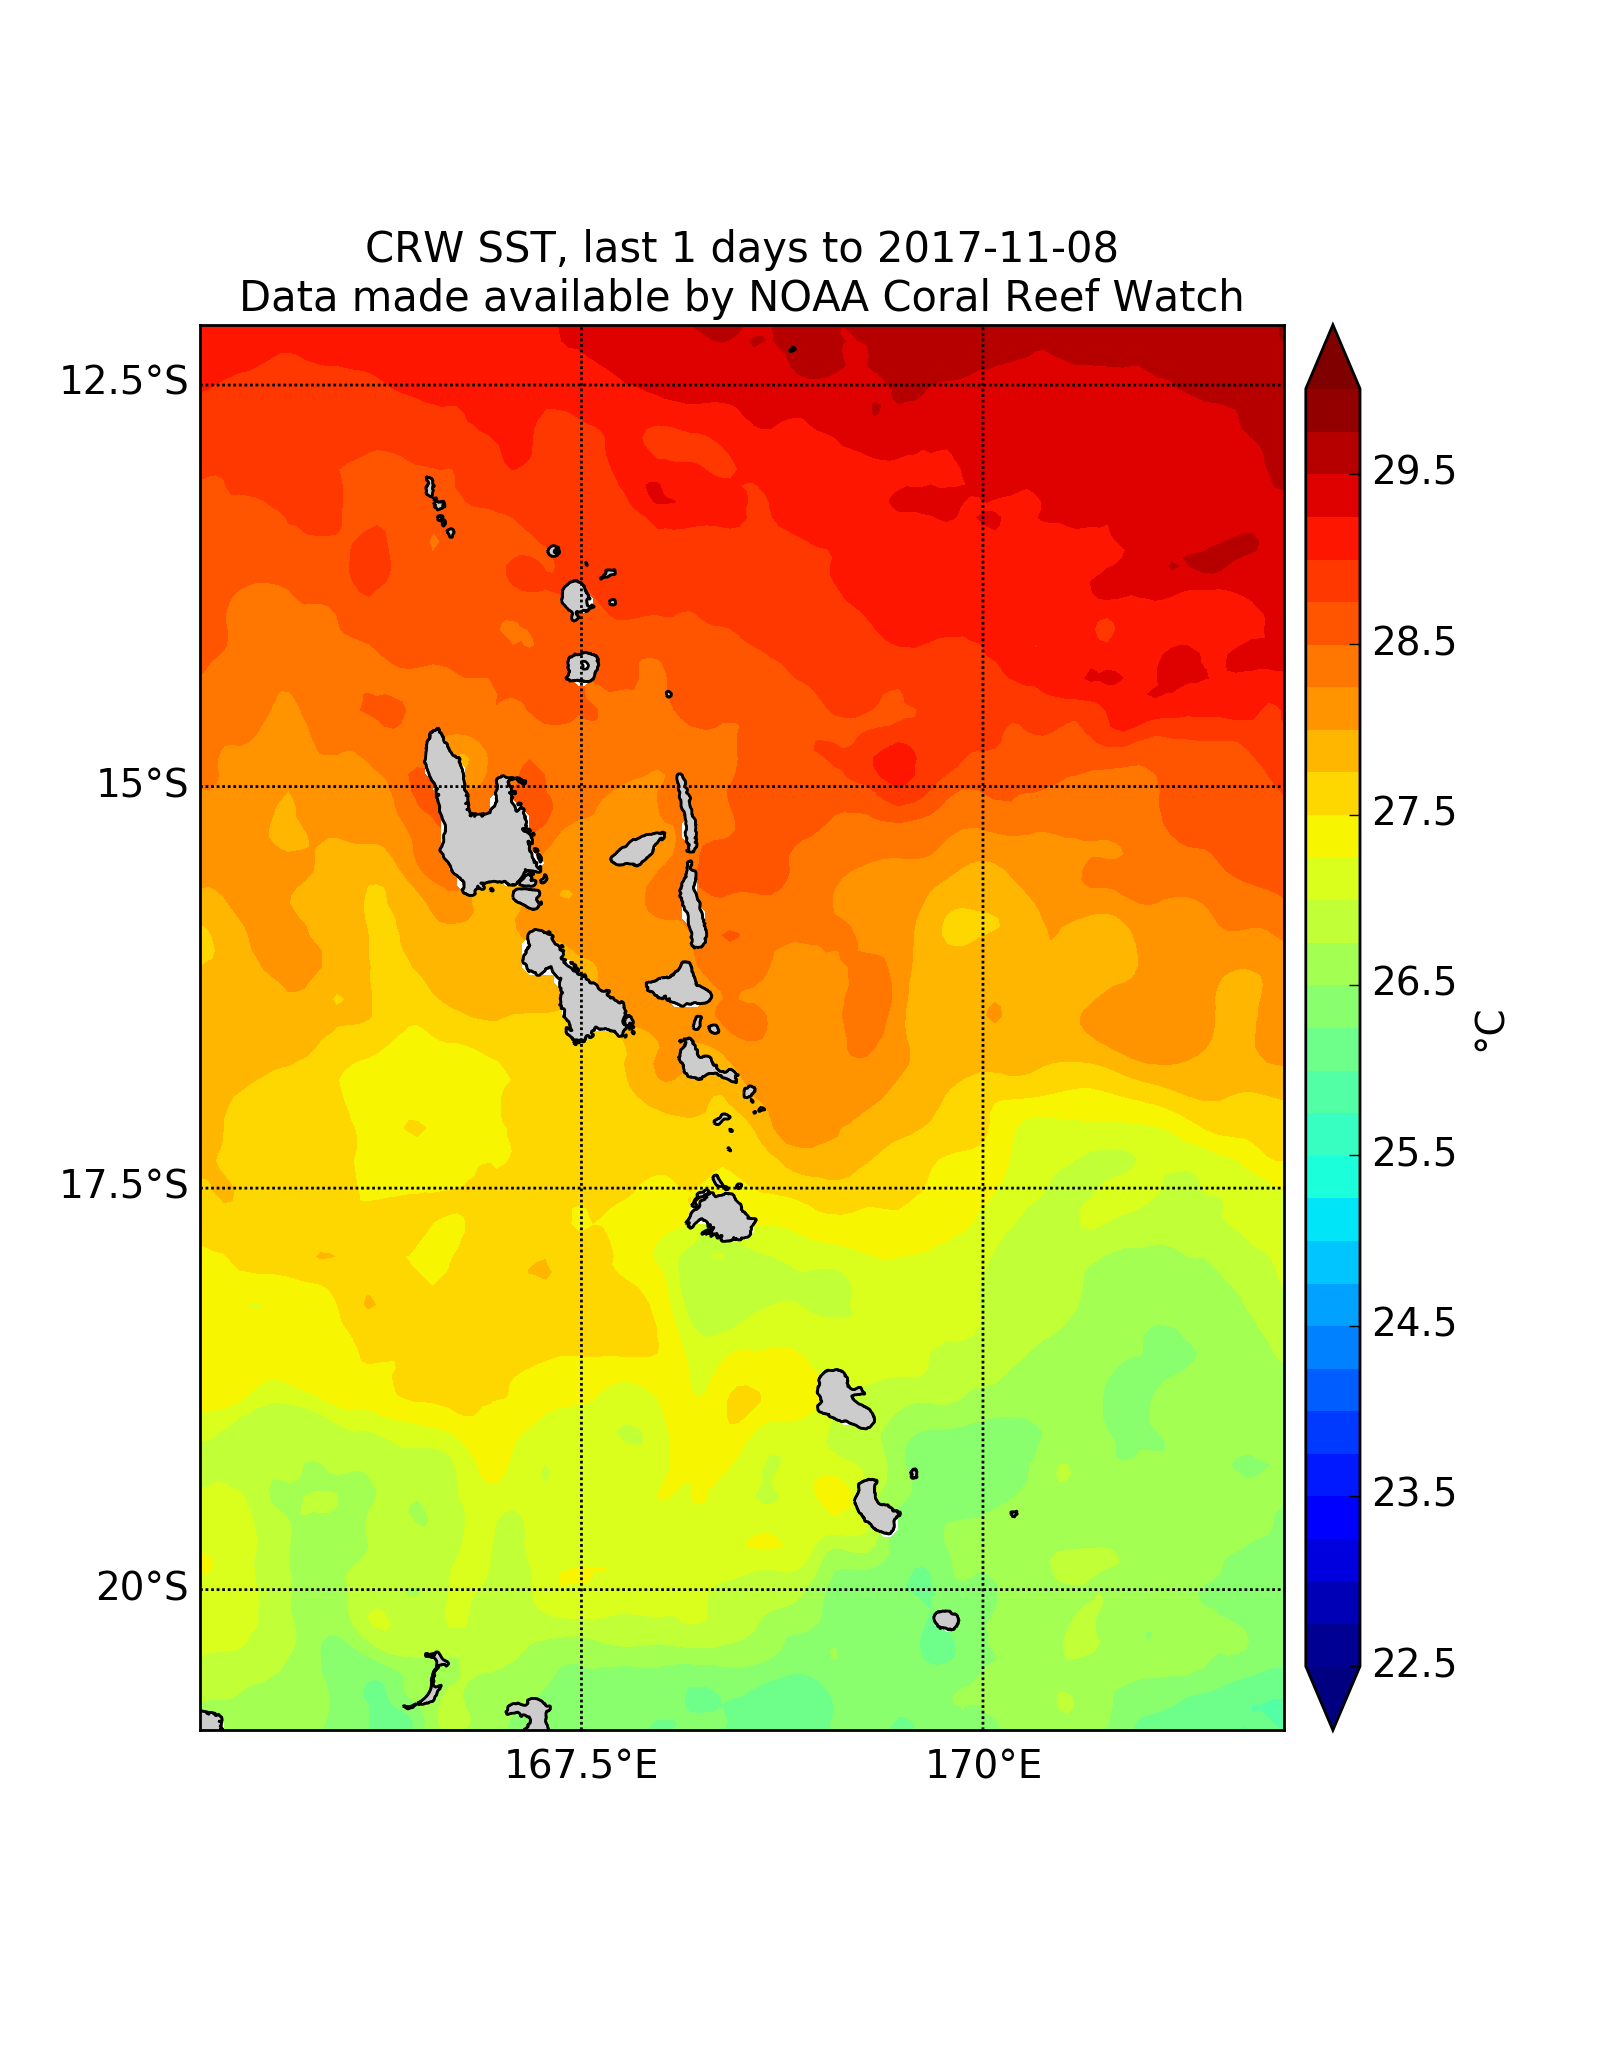 CRW SST, last 1 days to 2017-11-08
Data made available by NOAA Coral Reef Watch
12.5°S
15°S
17.5°S
20°S
167.5°E
170°E
29.5
28.5
27.5
26.5
25.5
24.5
23.5
22.5
°C